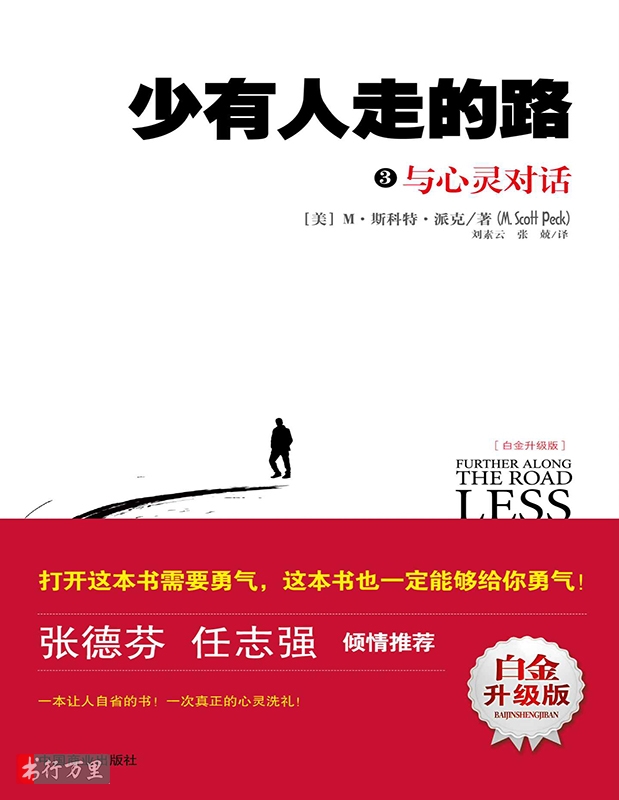 少有人走的路
❸与心灵对话
[美] M·斯科特·派克/著 (M. Scott Peck)
刘素云 张兢/译
[白金升级版]
FURTHER ALONG
THE ROAD
LESS
打开这本书需要勇气，这本书也一定能够给你勇气！
张德芬 任志强 倾情推荐
一本让人自省的书！一次真正的心灵洗礼！
白金
升级版
BAIJINSHENGJIBAN
出版社
书行万里